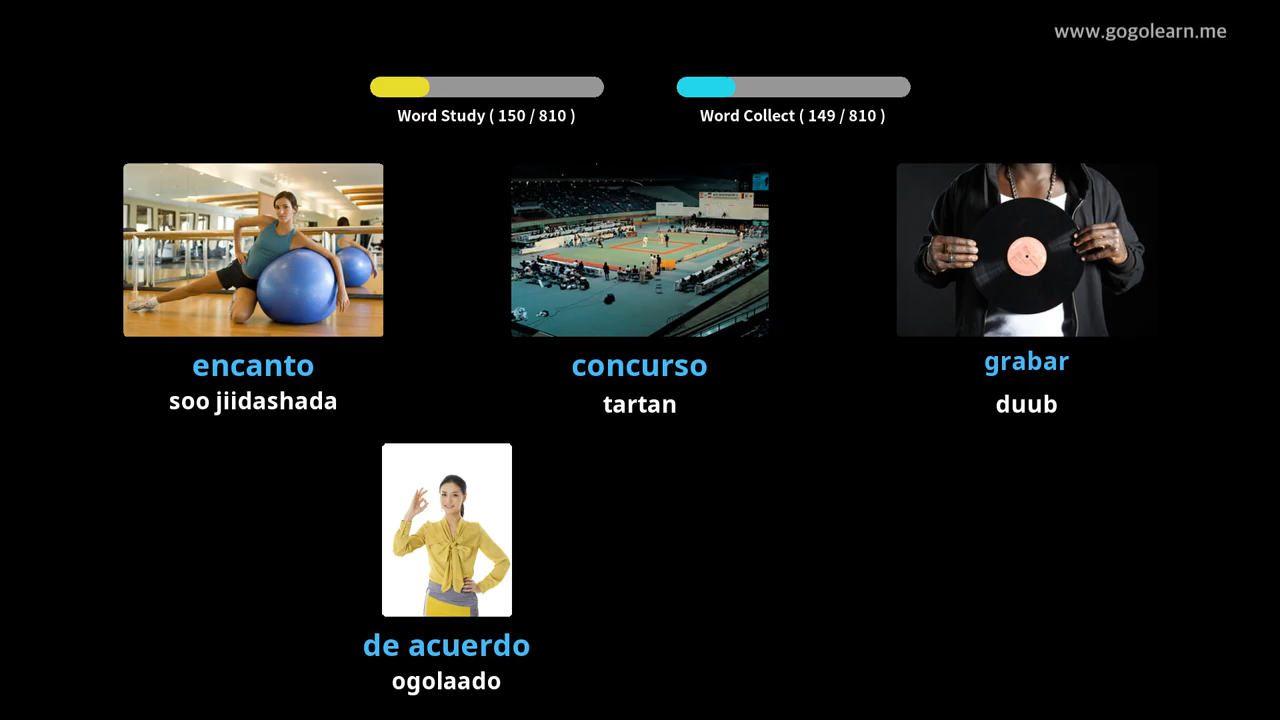 www.gogolearn.me
Word Study ( 150 / 810 )
Word Collect ( 149 / 810 )
encanto
soo jiidashada
concurso
tartan
grabar
duub
de acuerdo
ogolaado